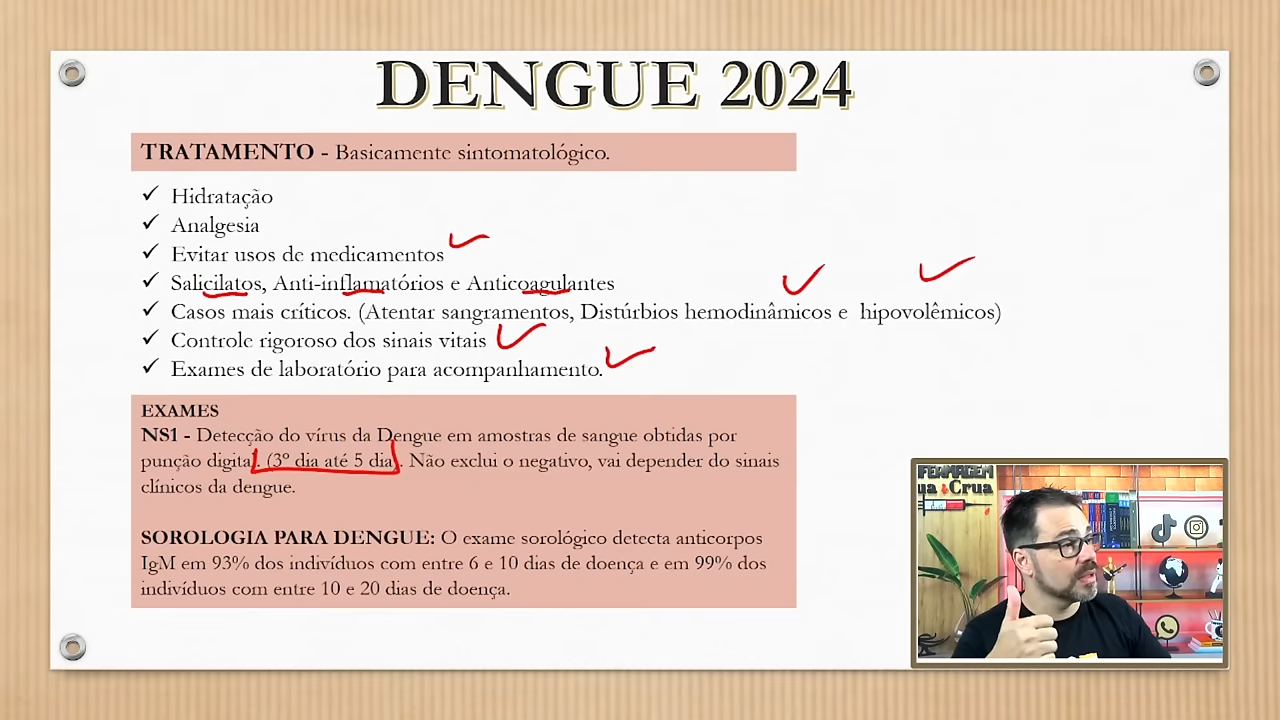 DENGUE 2024
TRATAMENTO - Basicamente sintomatológico.
Hidratação
Analgesia
Evitar usos de medicamentos
Salicilatos, Anti-inflamatórios e Anticoagulantes
Casos mais críticos. (Atentar sangramentos, Distúrbios hemodinâmicos e hipovolêmicos)
Controle rigoroso dos sinais vitais
Exames de laboratório para acompanhamento.
EXAMES
NS1 - Detecção do vírus da Dengue em amostras de sangue obtidas por
punção digital. (3º dia até 5 dia). Não exclui o negativo, vai depender do sinais
clínicos da dengue.
SOROLOGIA PARA DENGUE: O exame sorológico detecta anticorpos
IgM em 93% dos indivíduos com entre 6 e 10 dias de doença e em 99% dos
indivíduos com entre 10 e 20 dias de doença.
FERMAGEM
ua Crua